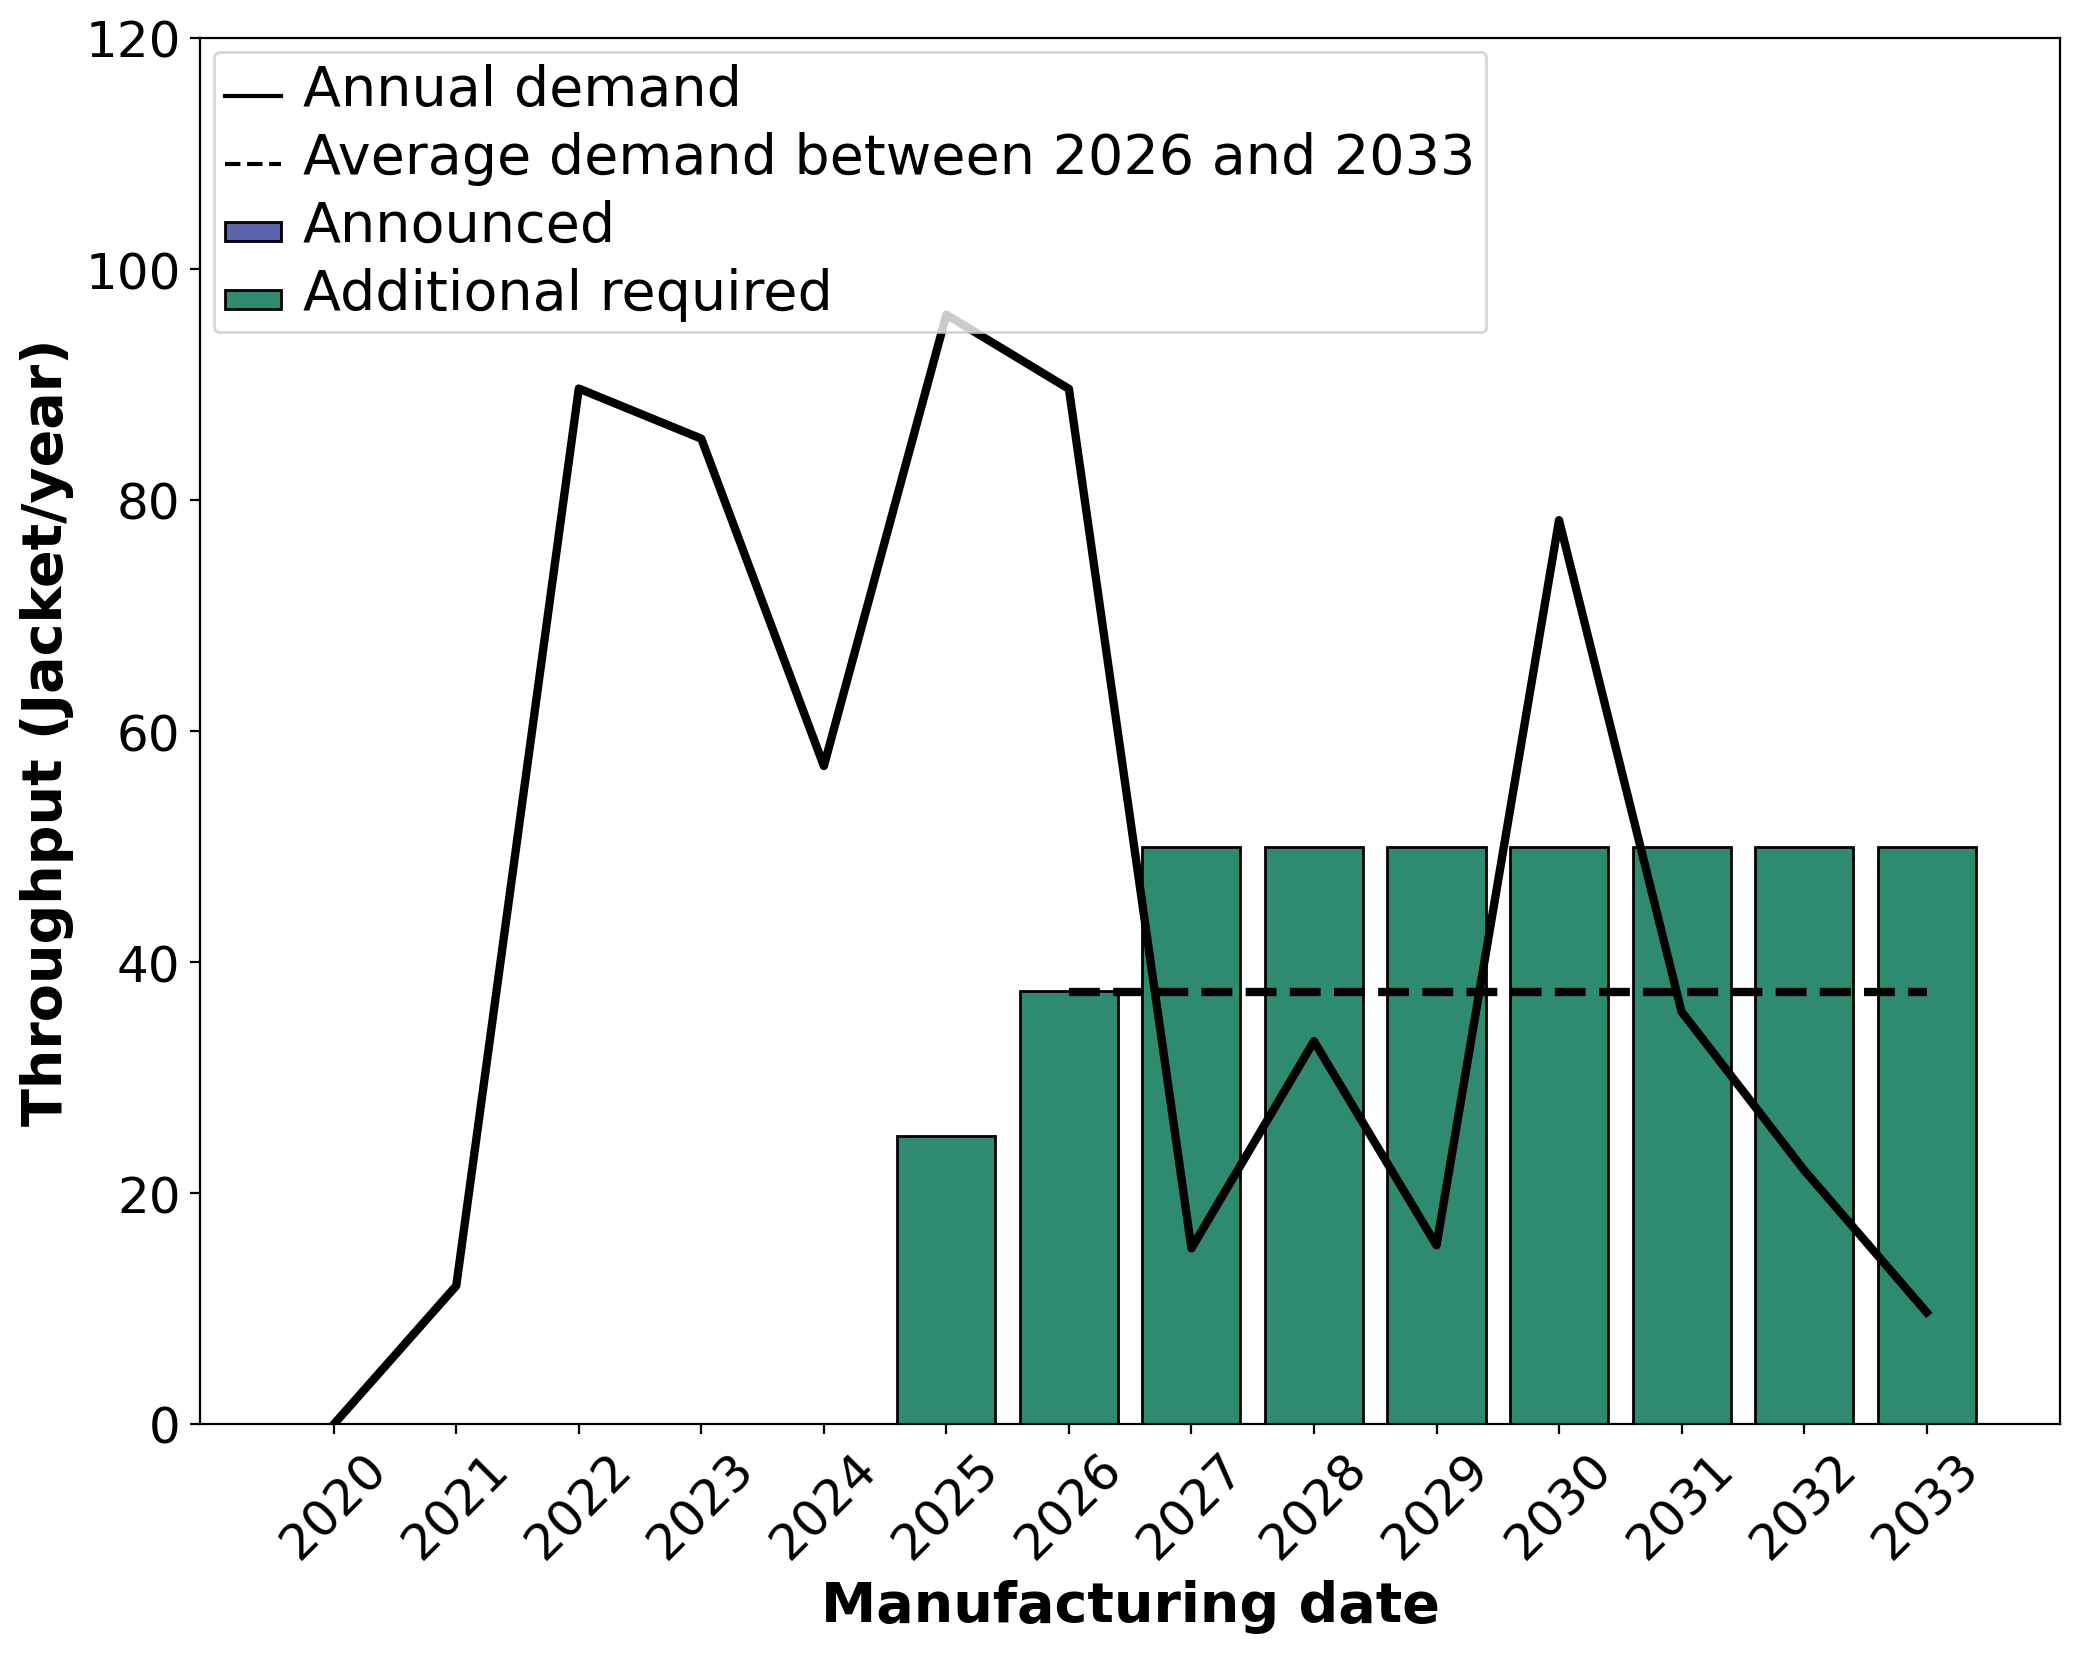 Annual demand
Average demand between 2026 and 2033
Announced
Additional required
Throughput (Jacket/year)
120
100
80
60
40
20
0
2020 2021 2022 2023 2024 2025 2026 2027 2028 2029 2030 2031 2032 2033
Manufacturing date